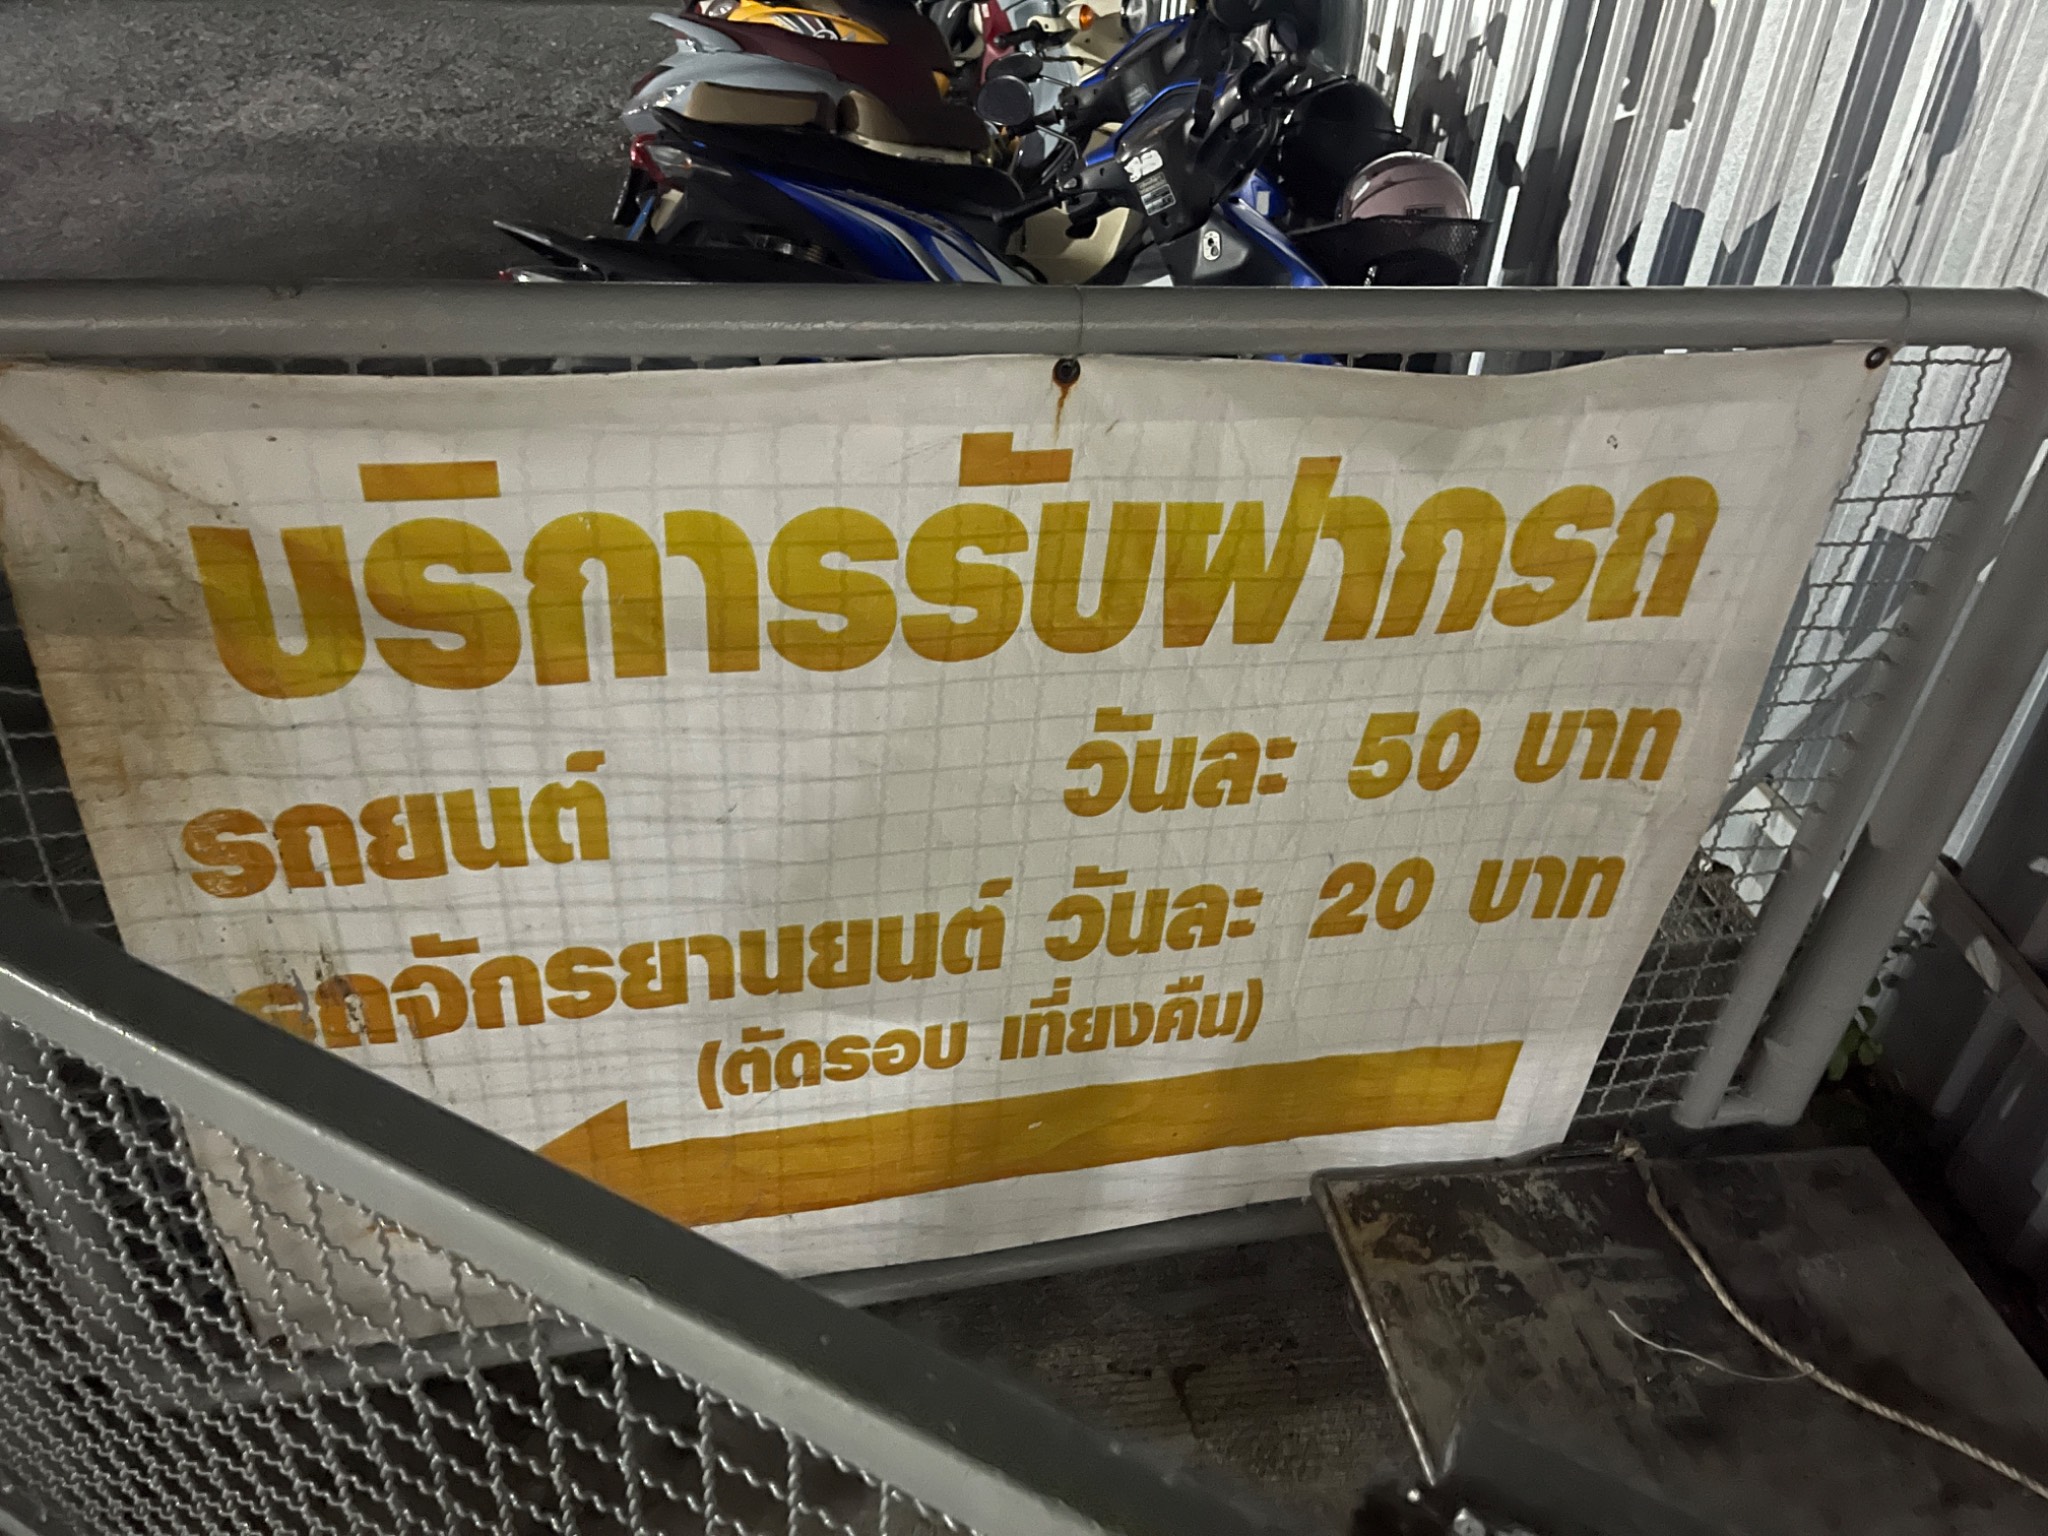 บริการรับฝากรถ
รถยนต์ วันละ 50 บาท
รถจักรยานยนต์ วันละ 20 บาท
(ตัดรอบ เที่ยงคืน)